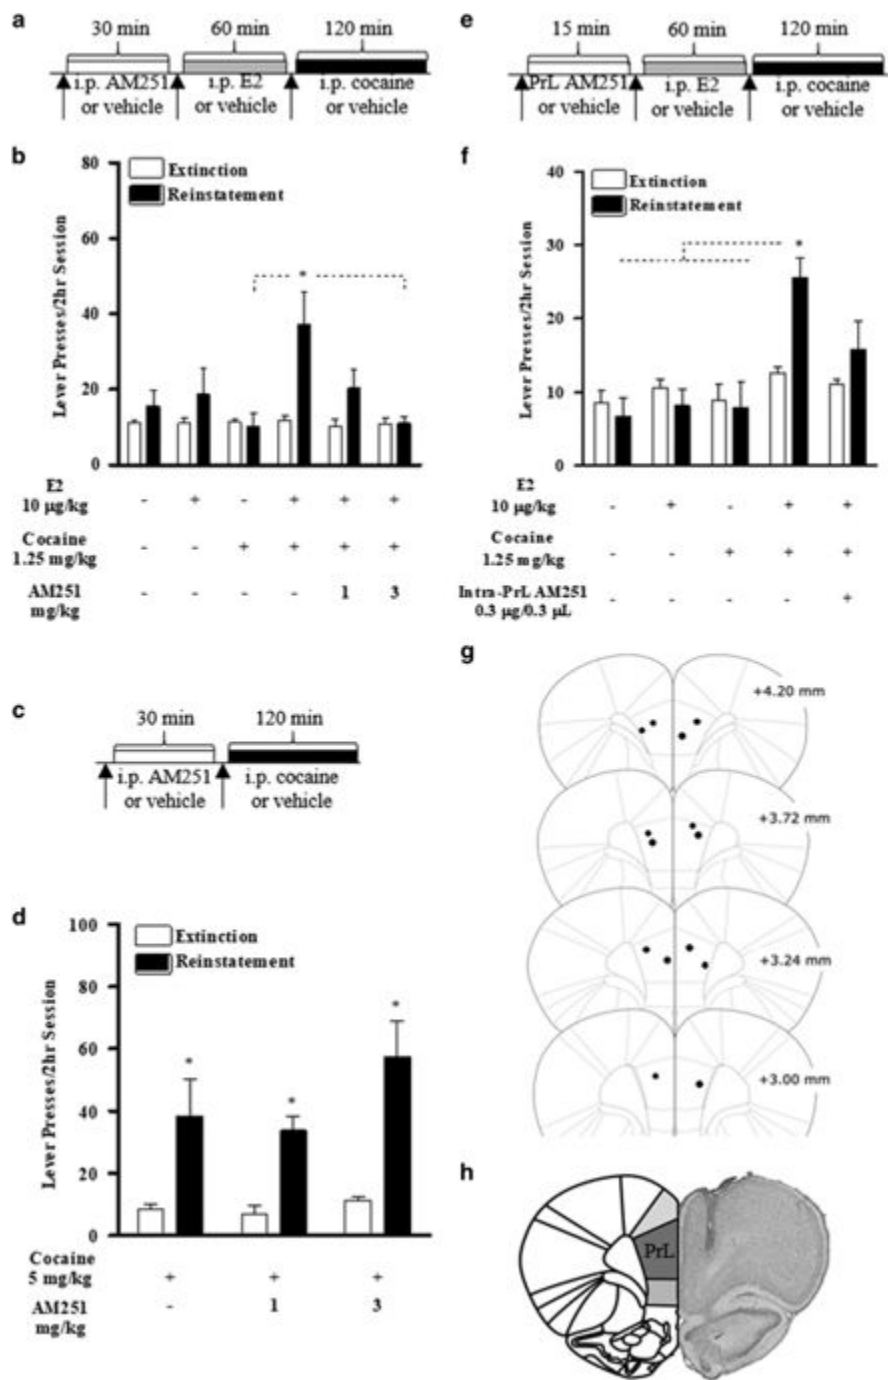 a
30 min
60 min
120 min
i.p. AM251
or vehicle
i.p. E2
or vehicle
i.p. cocaine
or vehicle
b
Extinction
Reinstatement
Lever Presses/2hr Session
80
60
40
20
0
*
E2
10 µg/kg
- + - + + +
Cocaine
1.25 mg/kg
- - + + + +
AM251
mg/kg
- - - - 1 3
c
30 min
120 min
i.p. AM251
or vehicle
i.p. cocaine
or vehicle
d
Extinction
Reinstatement
Lever Presses/2hr Session
100
80
60
40
20
0
*
*
*
Cocaine
5 mg/kg
+ + +
AM251
mg/kg
- 1 3
e
15 min
60 min
120 min
PrL AM251
or vehicle
i.p. E2
or vehicle
i.p. cocaine
or vehicle
f
Extinction
Reinstatement
Lever Presses/2hr Session
40
30
20
10
0
*
E2
10 µg/kg
- + - + +
Cocaine
1.25 mg/kg
- - + + +
Intra-PrL AM251
0.3 µg/0.3 µL
- - - - +
g
+4.20 mm
+3.72 mm
+3.24 mm
+3.00 mm
h
PrL